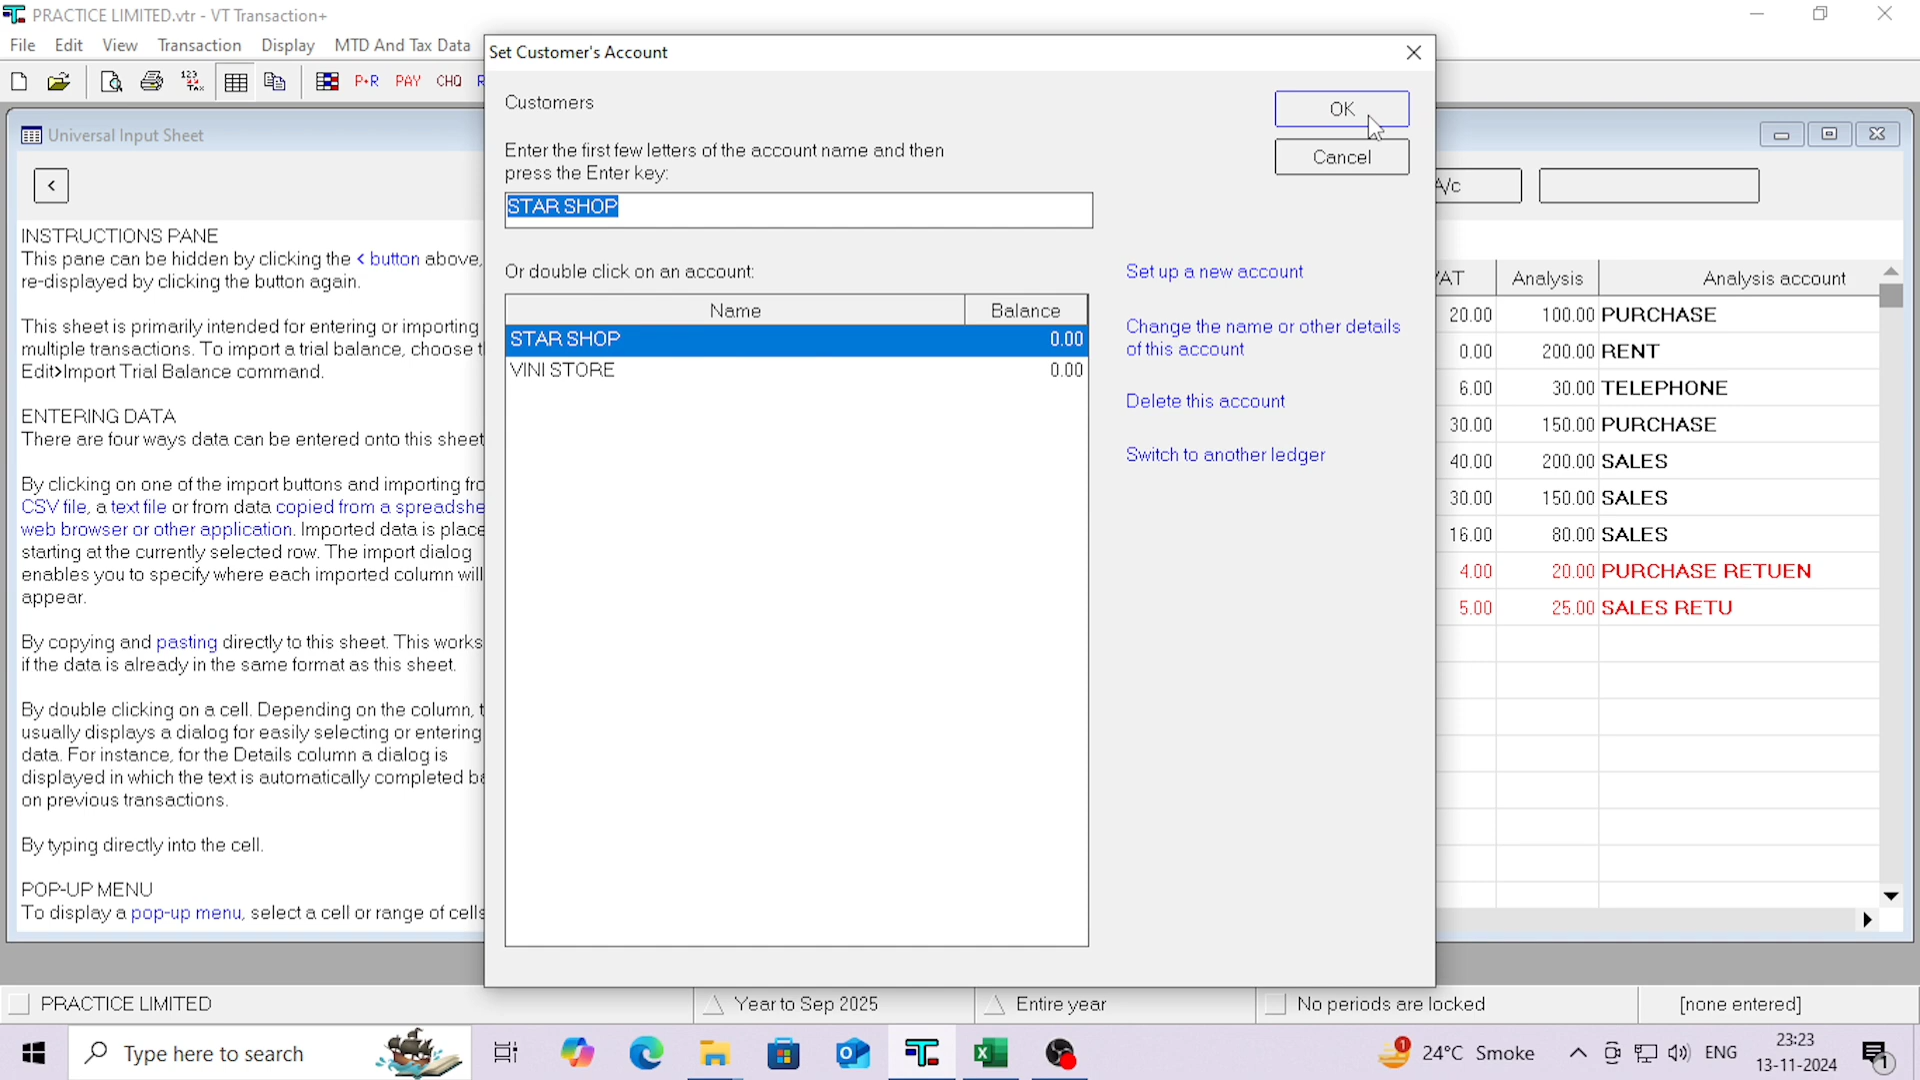 PRACTICE LIMITED.vtr - VT Transaction+
File Edit View Transaction Display MTD And Tax Data
P+R PAY CHQ
Universal Input Sheet
<
INSTRUCTIONS PANE
This pane can be hidden by clicking the < button above,
re-displayed by clicking the button again.
This sheet is primarily intended for entering or importing
multiple transactions. To import a trial balance, choose t
Edit>Import Trial Balance command.
ENTERING DATA
There are four ways data can be entered onto this sheet
By clicking on one of the import buttons and importing fro
CSV file, a text file or from data copied from a spreadshe
web browser or other application. Imported data is place
starting at the currently selected row. The import dialog
enables you to specify where each imported column will
appear.
By copying and pasting directly to this sheet. This works
if the data is already in the same format as this sheet.
By double clicking on a cell. Depending on the column, t
usually displays a dialog for easily selecting or entering
data. For instance, for the Details column a dialog is
displayed in which the text is automatically completed ba
on previous transactions.
By typing directly into the cell.
POP-UP MENU
To display a pop-up menu, select a cell or range of cells
Set Customer's Account
Customers
Enter the first few letters of the account name and then
press the Enter key:
STAR SHOP
Or double click on an account:
Name Balance
STAR SHOP 0.00
VINI STORE 0.00
OK
Cancel
Set up a new account
Change the name or other details
of this account
Delete this account
Switch to another ledger
A/c
VAT Analysis Analysis account
20.00 100.00 PURCHASE
0.00 200.00 RENT
6.00 30.00 TELEPHONE
30.00 150.00 PURCHASE
40.00 200.00 SALES
30.00 150.00 SALES
16.00 80.00 SALES
4.00 20.00 PURCHASE RETUEN
5.00 25.00 SALES RETU
PRACTICE LIMITED Year to Sep 2025 Entire year No periods are locked [none entered]
Type here to search
1 24°C Smoke ENG 23:23
13-11-2024
1